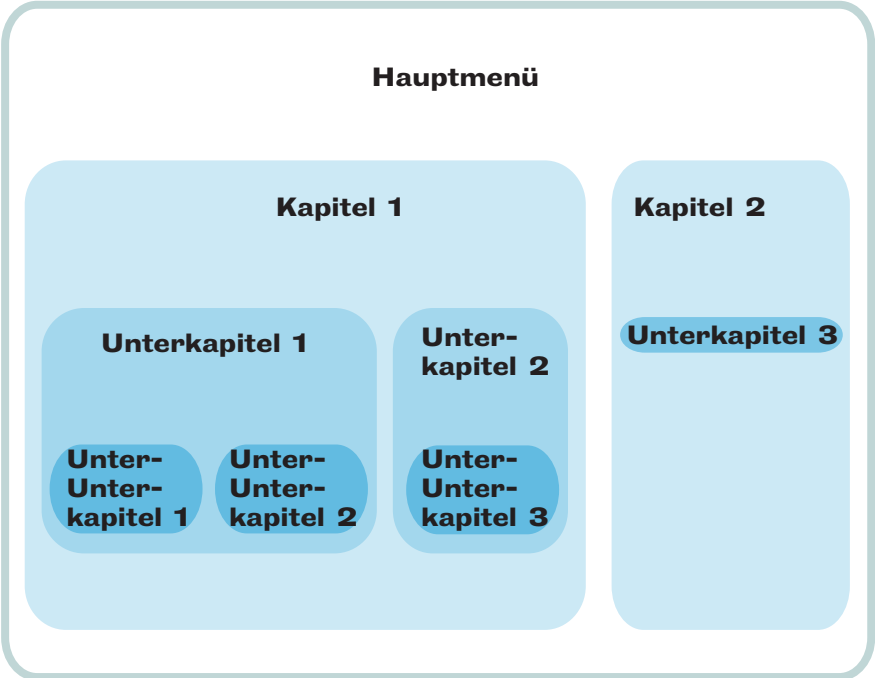 Hauptmenü
Kapitel 1
Kapitel 2
Unterkapitel 1
Unter-
kapitel 2
Unterkapitel 3
Unter-
Unter-
kapitel 1
Unter-
Unter-
kapitel 2
Unter-
Unter-
kapitel 3